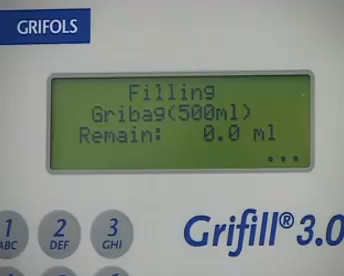 GRIFOLS
Filling
Gribag(500ml)
Remain: 0.0 ml
...
1 2 3
ABC DEF GHI
Grifill® 3.0